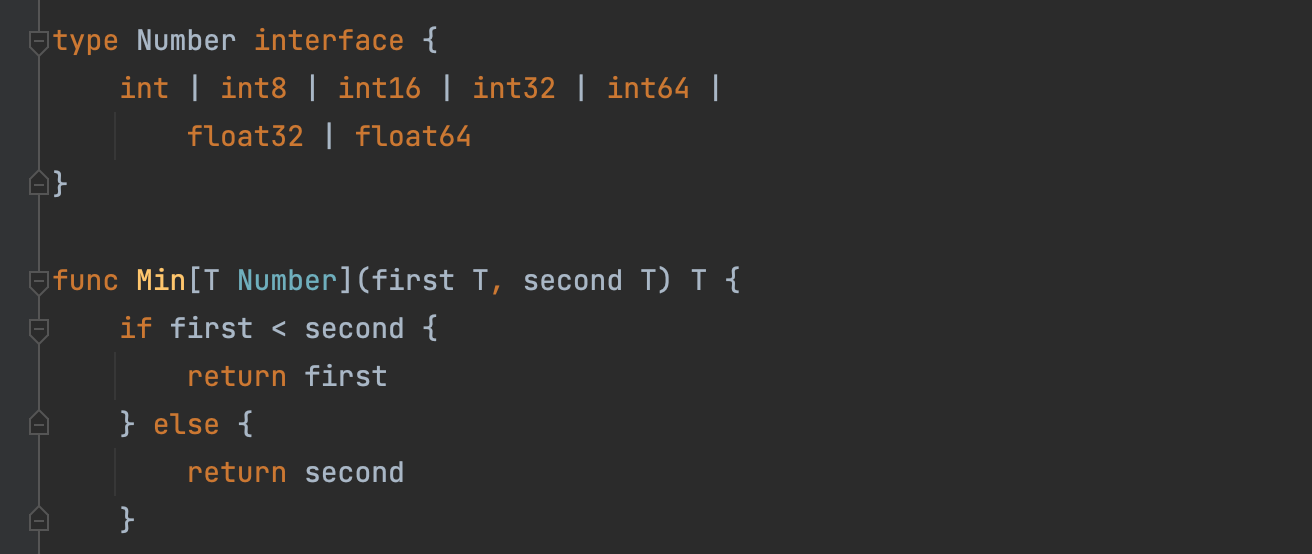 type Number interface {
    int | int8 | int16 | int32 | int64 |
        float32 | float64
}

func Min[T Number](first T, second T) T {
    if first < second {
        return first
    } else {
        return second
    }